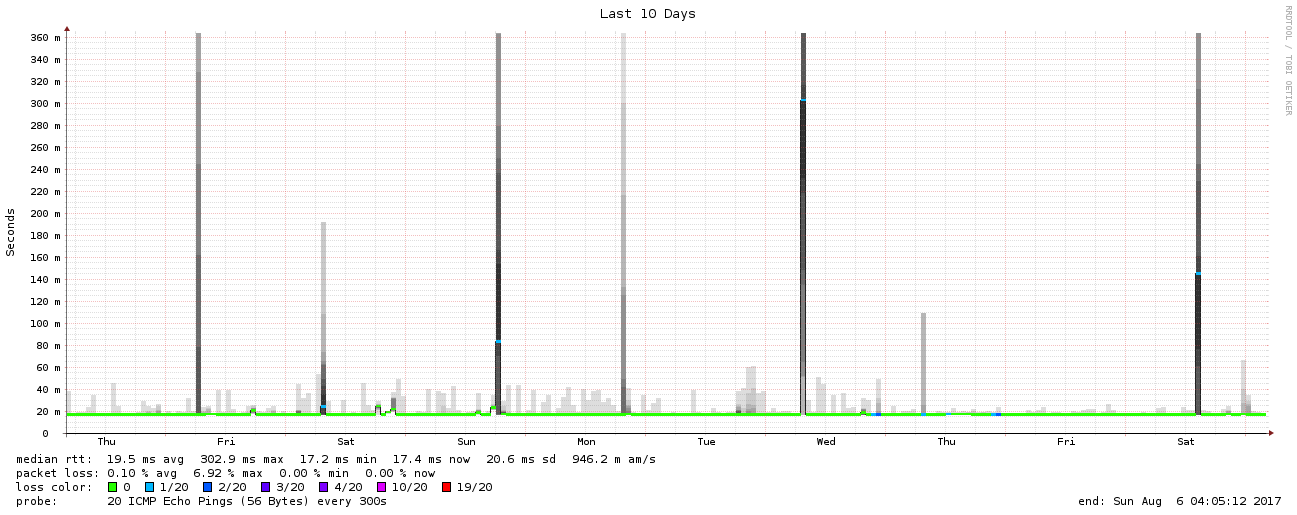 Last 10 Days
RRDTOOL / TOBI OETIKER
Seconds
360 m
340 m
320 m
300 m
280 m
260 m
240 m
220 m
200 m
180 m
160 m
140 m
120 m
100 m
80 m
60 m
40 m
20 m
0
Thu Fri Sat Sun Mon Tue Wed Thu Fri Sat
median rtt: 19.5 ms avg 302.9 ms max 17.2 ms min 17.4 ms now 20.6 ms sd 946.2 m am/s
packet loss: 0.10 % avg 6.92 % max 0.00 % min 0.00 % now
loss color: 0 1/20 2/20 3/20 4/20 10/20 19/20
probe: 20 ICMP Echo Pings (56 Bytes) every 300s end: Sun Aug 6 04:05:12 2017